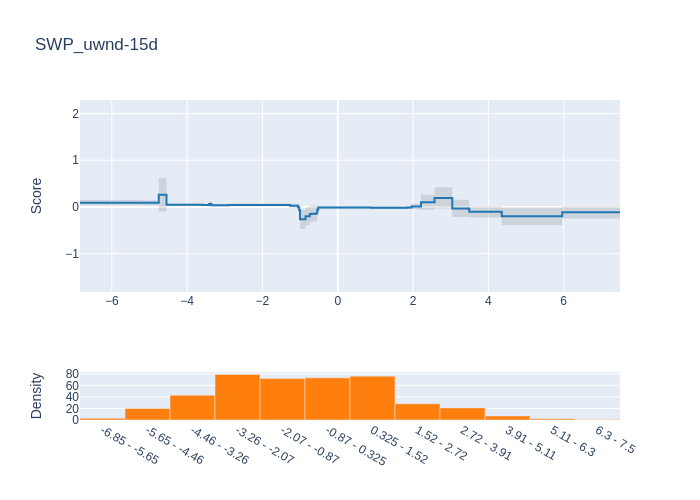 SWP_uwnd-15d
Score
2
1
0
−1
−6
−4
−2
0
2
4
6
Density
80
60
40
20
0
-6.85 - -5.65
-5.65 - -4.46
-4.46 - -3.26
-3.26 - -2.07
-2.07 - -0.87
-0.87 - 0.325
0.325 - 1.52
1.52 - 2.72
2.72 - 3.91
3.91 - 5.11
5.11 - 6.3
6.3 - 7.5